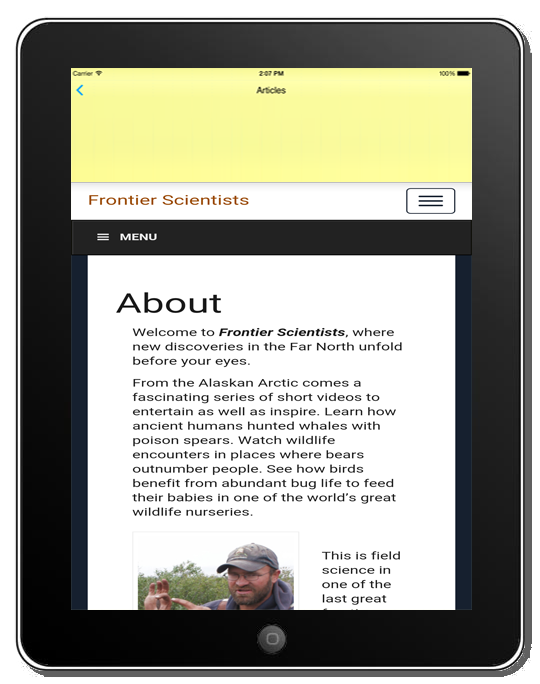 Carrier 2:07 PM 100%
Articles
Frontier Scientists
MENU
About
Welcome to Frontier Scientists, where
new discoveries in the Far North unfold
before your eyes.
From the Alaskan Arctic comes a
fascinating series of short videos to
entertain as well as inspire. Learn how
ancient humans hunted whales with
poison spears. Watch wildlife
encounters in places where bears
outnumber people. See how birds
benefit from abundant bug life to feed
their babies in one of the world’s great
wildlife nurseries.
This is field
science in
one of the
last great